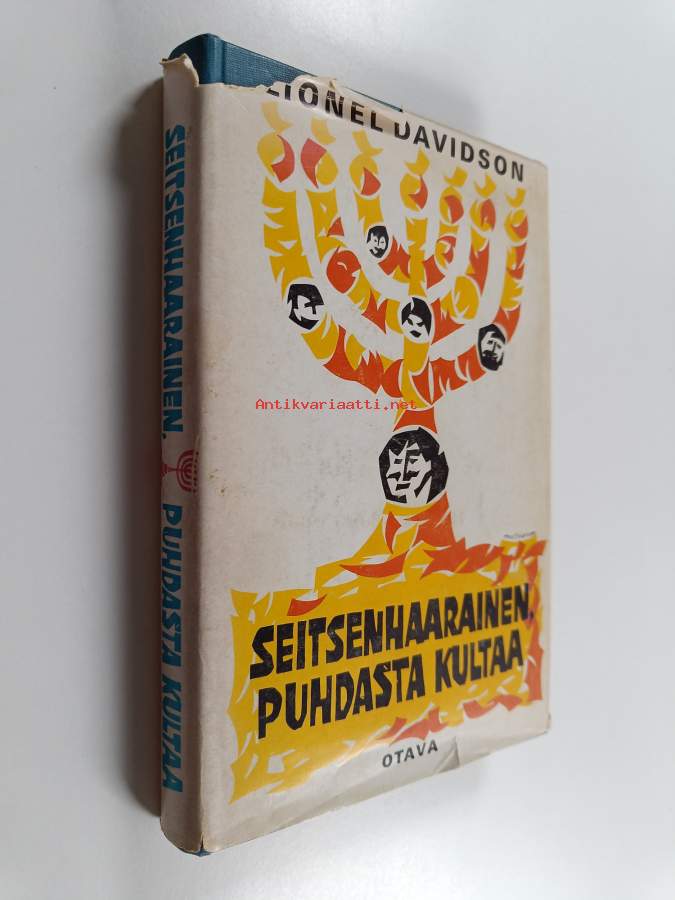 LIONEL DAVIDSON
SEITSENHAARAINEN,
PUHDASTA KULTAA
OTAVA
SEITSENHAARAINEN, PUHDASTA KULTAA
Antikvariaatti.net